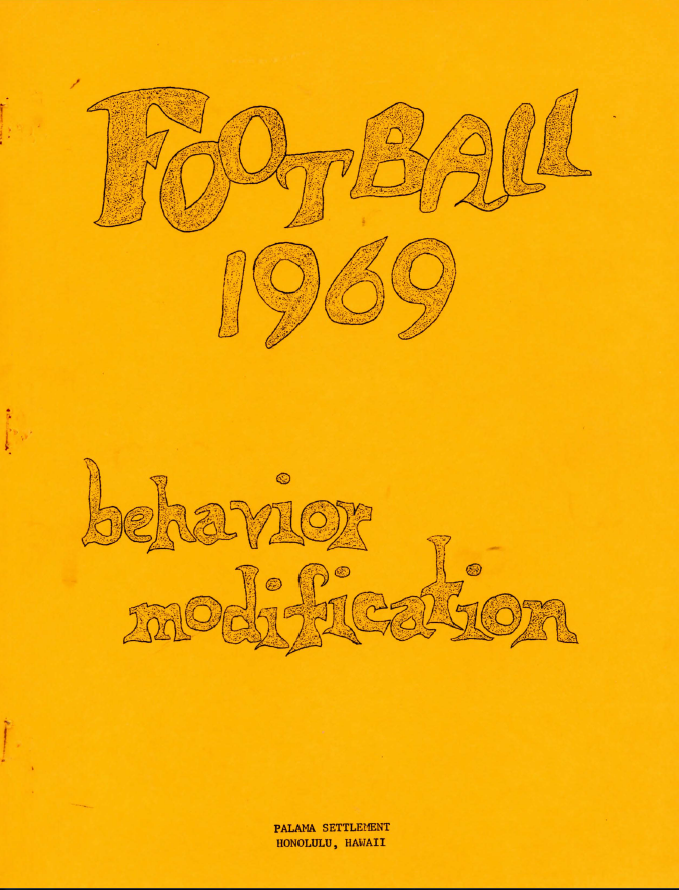 FOOTBALL
1969
behavior
modification
PALAMA SETTLEMENT
HONOLULU, HAWAII